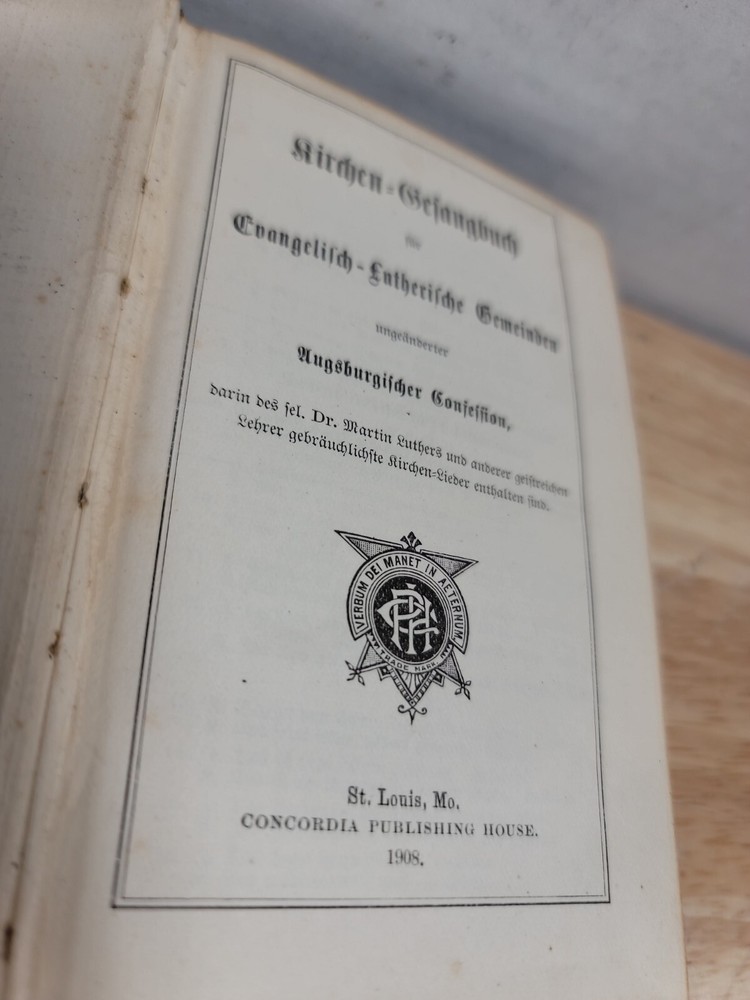 Kirchen-Gesangbuch
für
Evangelisch-Lutherische Gemeinden
ungeänderter
Augsburgischer Confession,
darin des sel. Dr. Martin Luthers und anderer geistreichen
Lehrer gebräuchlichste Kirchen-Lieder enthalten sind.
VERBUM DEI MANET IN AETERNUM.
CPH
TRADE MARK.
St. Louis, Mo.
CONCORDIA PUBLISHING HOUSE.
1908.